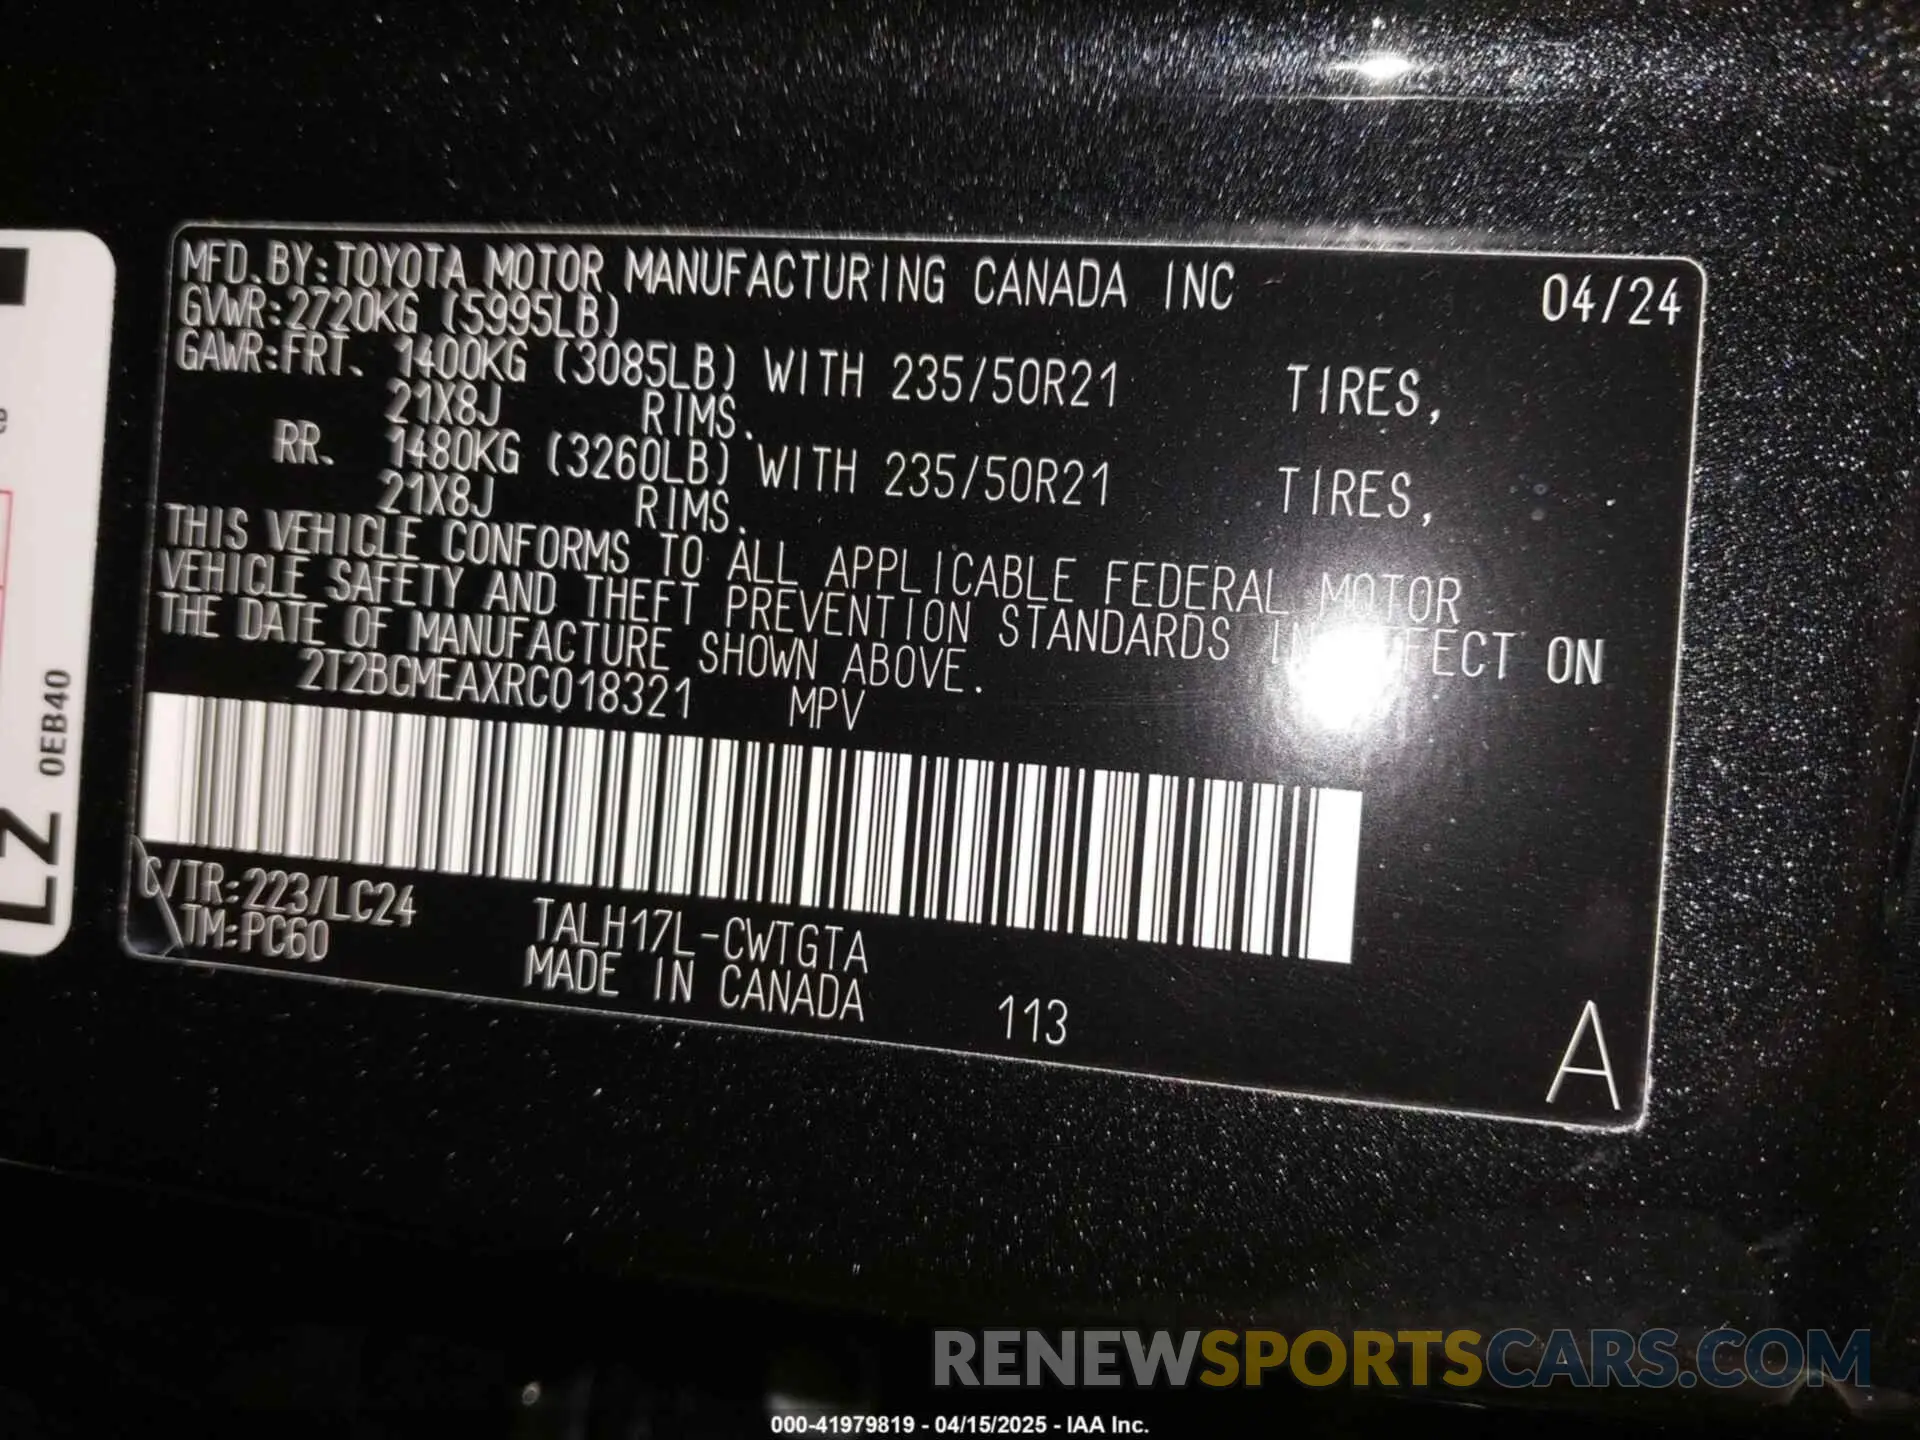 MFD. BY: TOYOTA MOTOR MANUFACTURING CANADA INC 04/24
GVWR: 2720KG (5995LB)
GAWR: FRT. 1400KG (3085LB) WITH 235/50R21 TIRES,
21X8J RIMS.
RR. 1480KG (3260LB) WITH 235/50R21 TIRES,
21X8J RIMS.
THIS VEHICLE CONFORMS TO ALL APPLICABLE FEDERAL MOTOR
VEHICLE SAFETY AND THEFT PREVENTION STANDARDS IN EFFECT ON
THE DATE OF MANUFACTURE SHOWN ABOVE.
2T2BCMEAXRC018321 MPV
C/TR: 223/LC24 TALH17L-CWTGTA
TM: PC60 MADE IN CANADA 113
A
0EB40
RENEWSPORTSCARS.COM
000-41979819 - 04/15/2025 - IAA Inc.